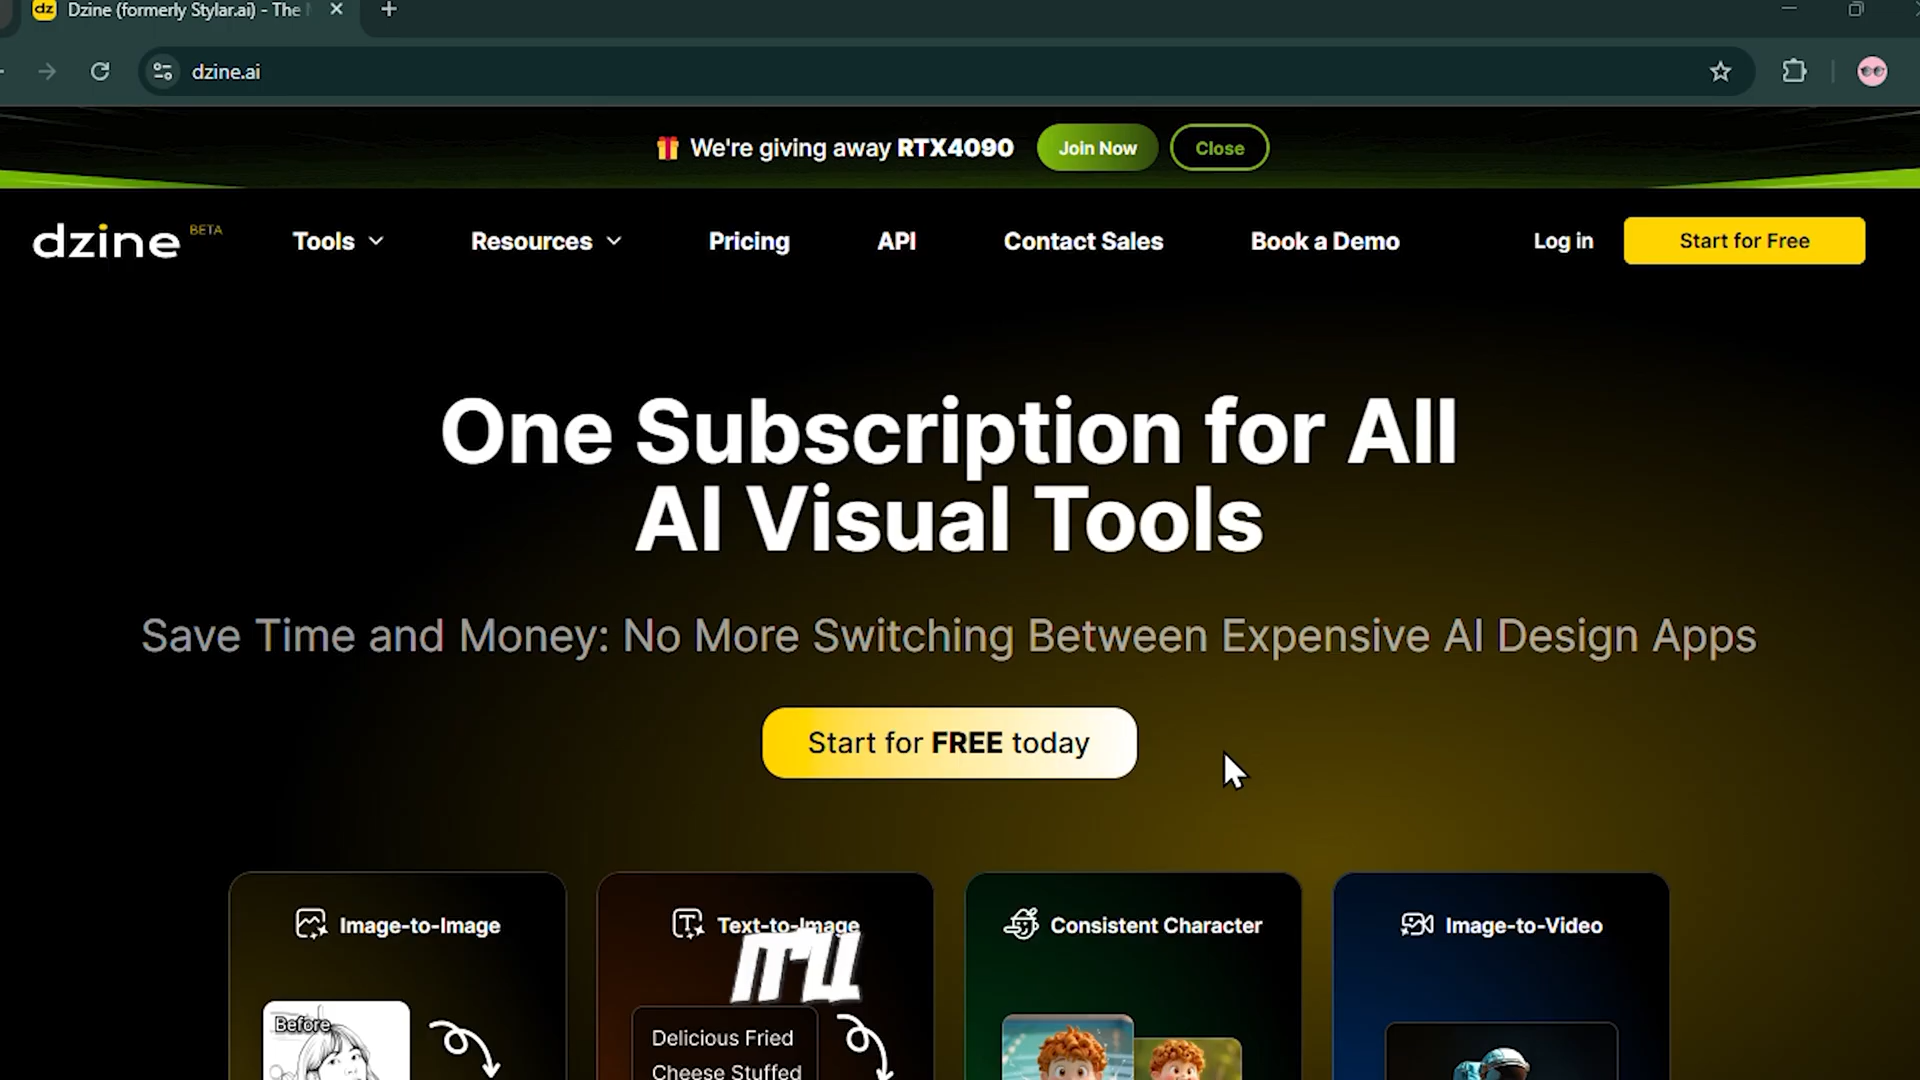 dz Dzine (formerly Stylar.ai) - The
dzine.ai
We're giving away RTX4090 Join Now Close
dzine BETA Tools Resources Pricing API Contact Sales Book a Demo Log in Start for Free
One Subscription for All
AI Visual Tools
Save Time and Money: No More Switching Between Expensive AI Design Apps
Start for FREE today
Image-to-Image Text-to-Image Consistent Character Image-to-Video
Before
Delicious Fried
Cheese Stuffed